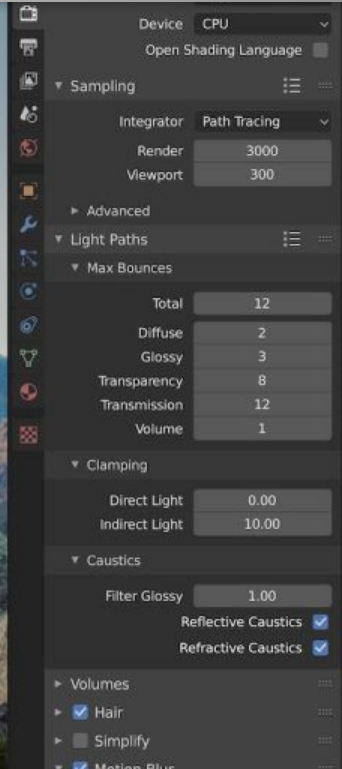 Device CPU
Open Shading Language
Sampling
Integrator Path Tracing
Render 3000
Viewport 300
Advanced
Light Paths
Max Bounces
Total 12
Diffuse 2
Glossy 3
Transparency 8
Transmission 12
Volume 1
Clamping
Direct Light 0.00
Indirect Light 10.00
Caustics
Filter Glossy 1.00
Reflective Caustics
Refractive Caustics
Volumes
Hair
Simplify
Motion Blur